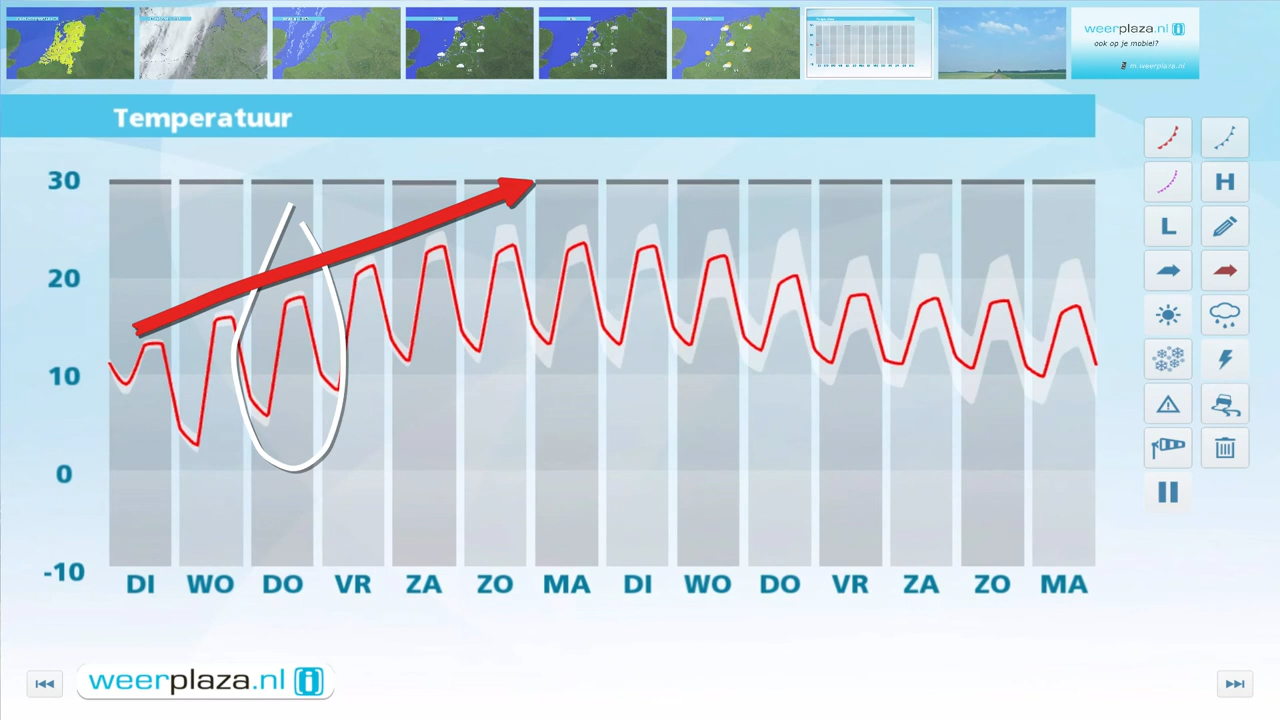 weerplaza.nl i
ook op je mobiel?
m.weerplaza.nl
Temperatuur
30
20
10
0
-10
H
L
DI WO DO VR ZA ZO MA DI WO DO VR ZA ZO MA
weerplaza.nl i